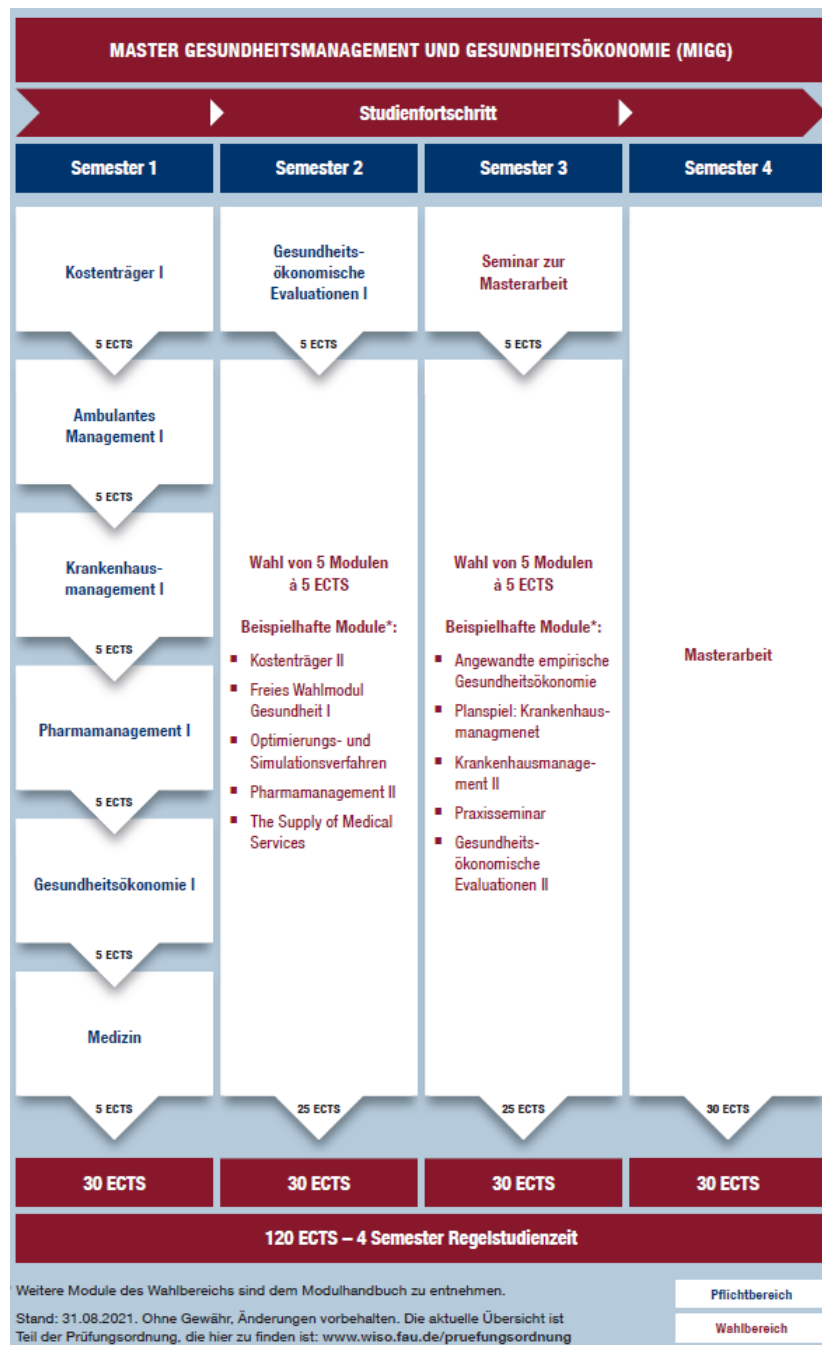 MASTER GESUNDHEITSMANAGEMENT UND GESUNDHEITSÖKONOMIE (MIGG)
Studienfortschritt
Semester 1
Semester 2
Semester 3
Semester 4
Kostenträger I
5 ECTS
Ambulantes
Management I
5 ECTS
Krankenhaus-
management I
5 ECTS
Pharmamanagement I
5 ECTS
Gesundheitsökonomie I
5 ECTS
Medizin
5 ECTS
Gesundheits-
ökonomische
Evaluationen I
5 ECTS
Wahl von 5 Modulen
à 5 ECTS
Beispielhafte Module*:
▪ Kostenträger II
▪ Freies Wahlmodul
Gesundheit I
▪ Optimierungs- und
Simulationsverfahren
▪ Pharmamanagement II
▪ The Supply of Medical
Services
25 ECTS
Seminar zur
Masterarbeit
5 ECTS
Wahl von 5 Modulen
à 5 ECTS
Beispielhafte Module*:
▪ Angewandte empirische
Gesundheitsökonomie
▪ Planspiel: Krankenhaus-
managmenet
▪ Krankenhausmanage-
ment II
▪ Praxisseminar
▪ Gesundheits-
ökonomische
Evaluationen II
25 ECTS
Masterarbeit
30 ECTS
30 ECTS
30 ECTS
30 ECTS
30 ECTS
120 ECTS – 4 Semester Regelstudienzeit
Weitere Module des Wahlbereichs sind dem Modulhandbuch zu entnehmen.
Stand: 31.08.2021. Ohne Gewähr, Änderungen vorbehalten. Die aktuelle Übersicht ist
Teil der Prüfungsordnung, die hier zu finden ist: www.wiso.fau.de/pruefungsordnung
Pflichtbereich
Wahlbereich